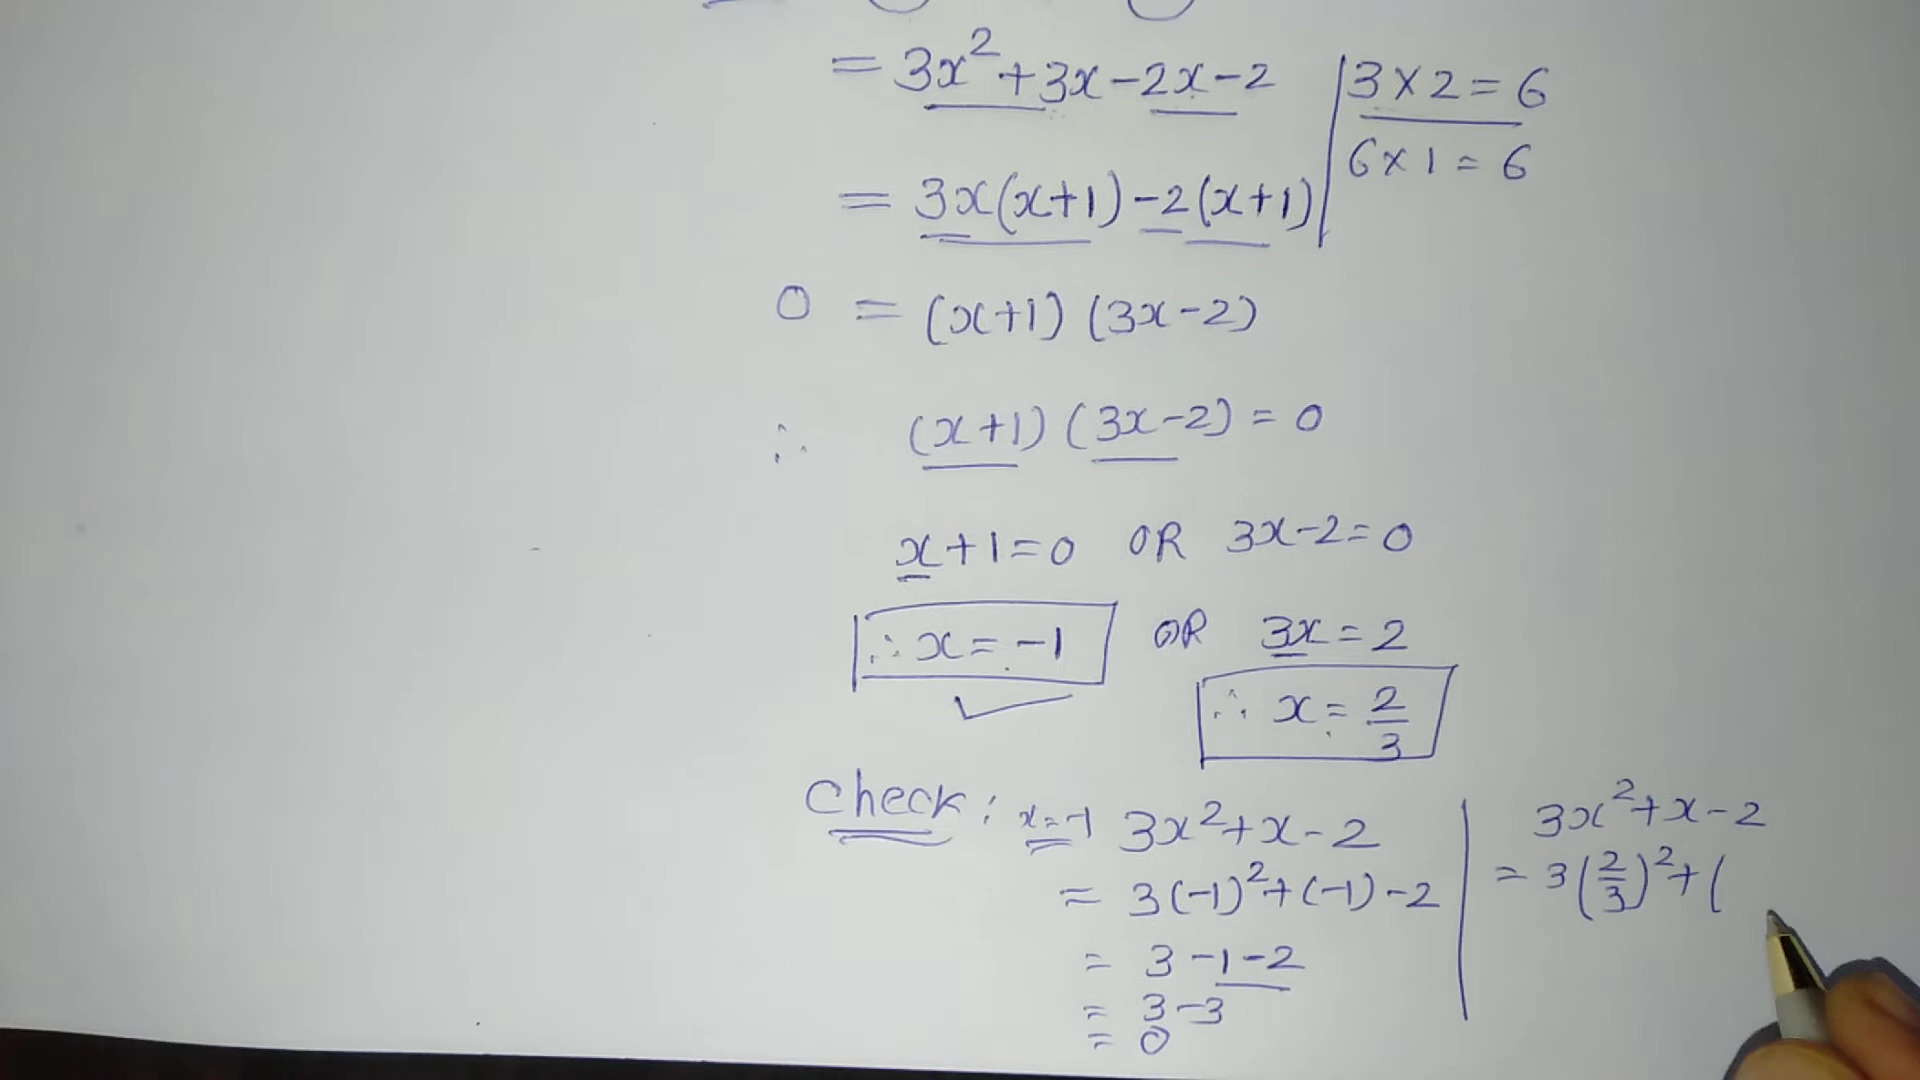 = 3x² + 3x - 2x - 2
3 × 2 = 6
6 × 1 = 6
= 3x(x+1) - 2(x+1)
0 = (x+1) (3x-2)
∴ (x+1) (3x-2) = 0
x+1=0 OR 3x-2=0
∴ x = -1 OR 3x = 2
∴ x = 2/3
Check: x=-1 3x²+x-2
= 3(-1)²+(-1)-2
= 3-1-2
= 3-3
= 0
3x²+x-2
= 3(2/3)²+(